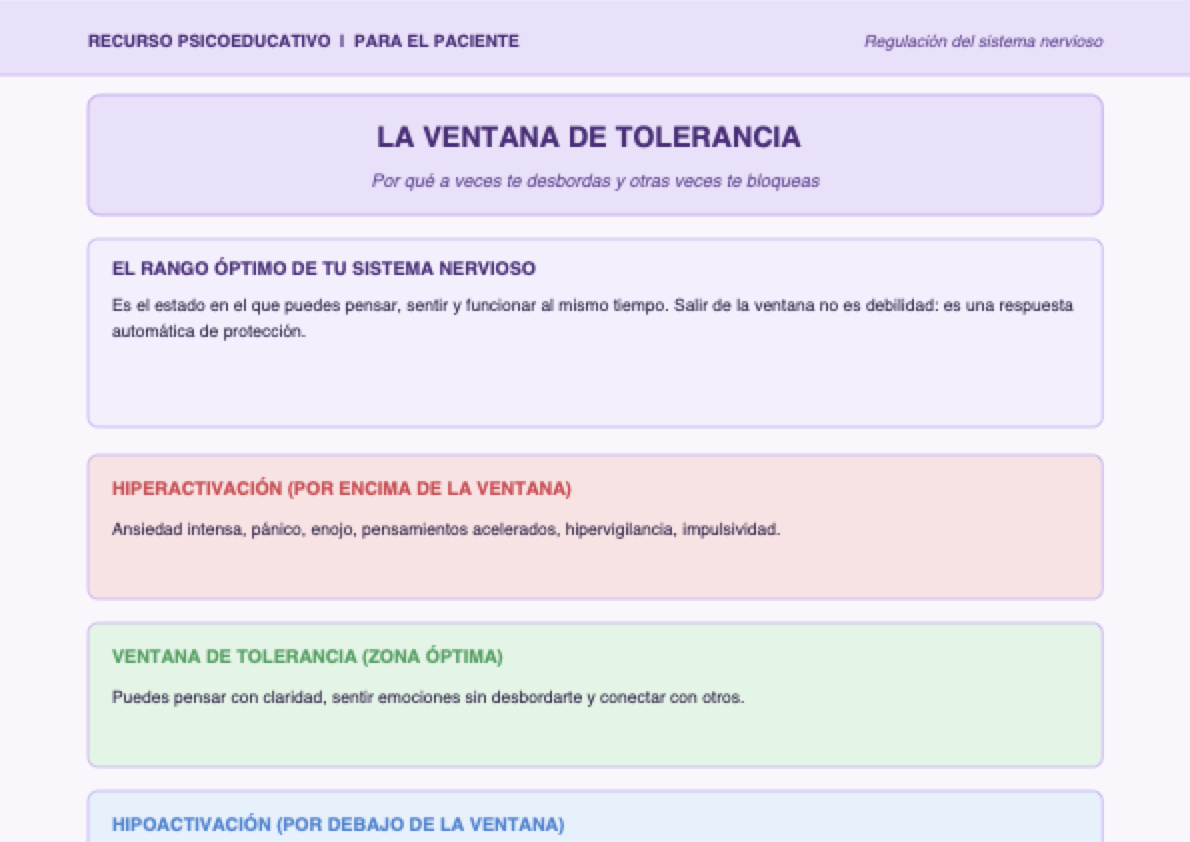 RECURSO PSICOEDUCATIVO | PARA EL PACIENTE
Regulación del sistema nervioso
LA VENTANA DE TOLERANCIA
Por qué a veces te desbordas y otras veces te bloqueas
EL RANGO ÓPTIMO DE TU SISTEMA NERVIOSO
Es el estado en el que puedes pensar, sentir y funcionar al mismo tiempo. Salir de la ventana no es debilidad: es una respuesta
automática de protección.
HIPERACTIVACIÓN (POR ENCIMA DE LA VENTANA)
Ansiedad intensa, pánico, enojo, pensamientos acelerados, hipervigilancia, impulsividad.
VENTANA DE TOLERANCIA (ZONA ÓPTIMA)
Puedes pensar con claridad, sentir emociones sin desbordarte y conectar con otros.
HIPOACTIVACIÓN (POR DEBAJO DE LA VENTANA)